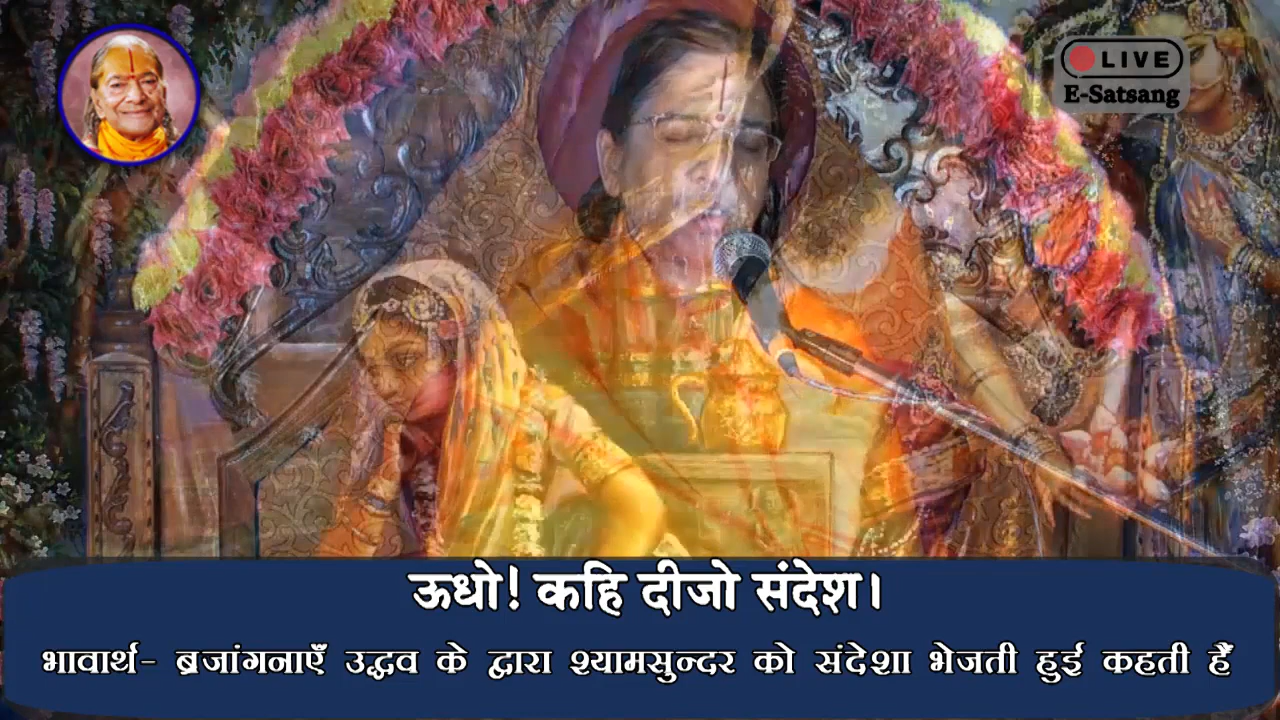 LIVE
E-Satsang
ऊधो! कहि दीजो संदेश।
भावार्थ- ब्रजांगनाएँ उद्धव के द्वारा श्यामसुन्दर को संदेशा भेजती हुई कहती हैं